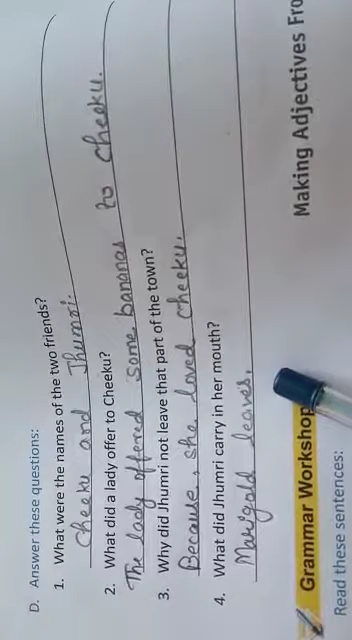 D. Answer these questions:
1. What were the names of the two friends?
Cheeku and Jhumri.
2. What did a lady offer to Cheeku?
The lady offered some bananas to cheeku.
3. Why did Jhumri not leave that part of the town?
Because, she loved cheeku.
4. What did Jhumri carry in her mouth?
Marigold leaves.
Grammar Workshop
Making Adjectives Fro
Read these sentences: